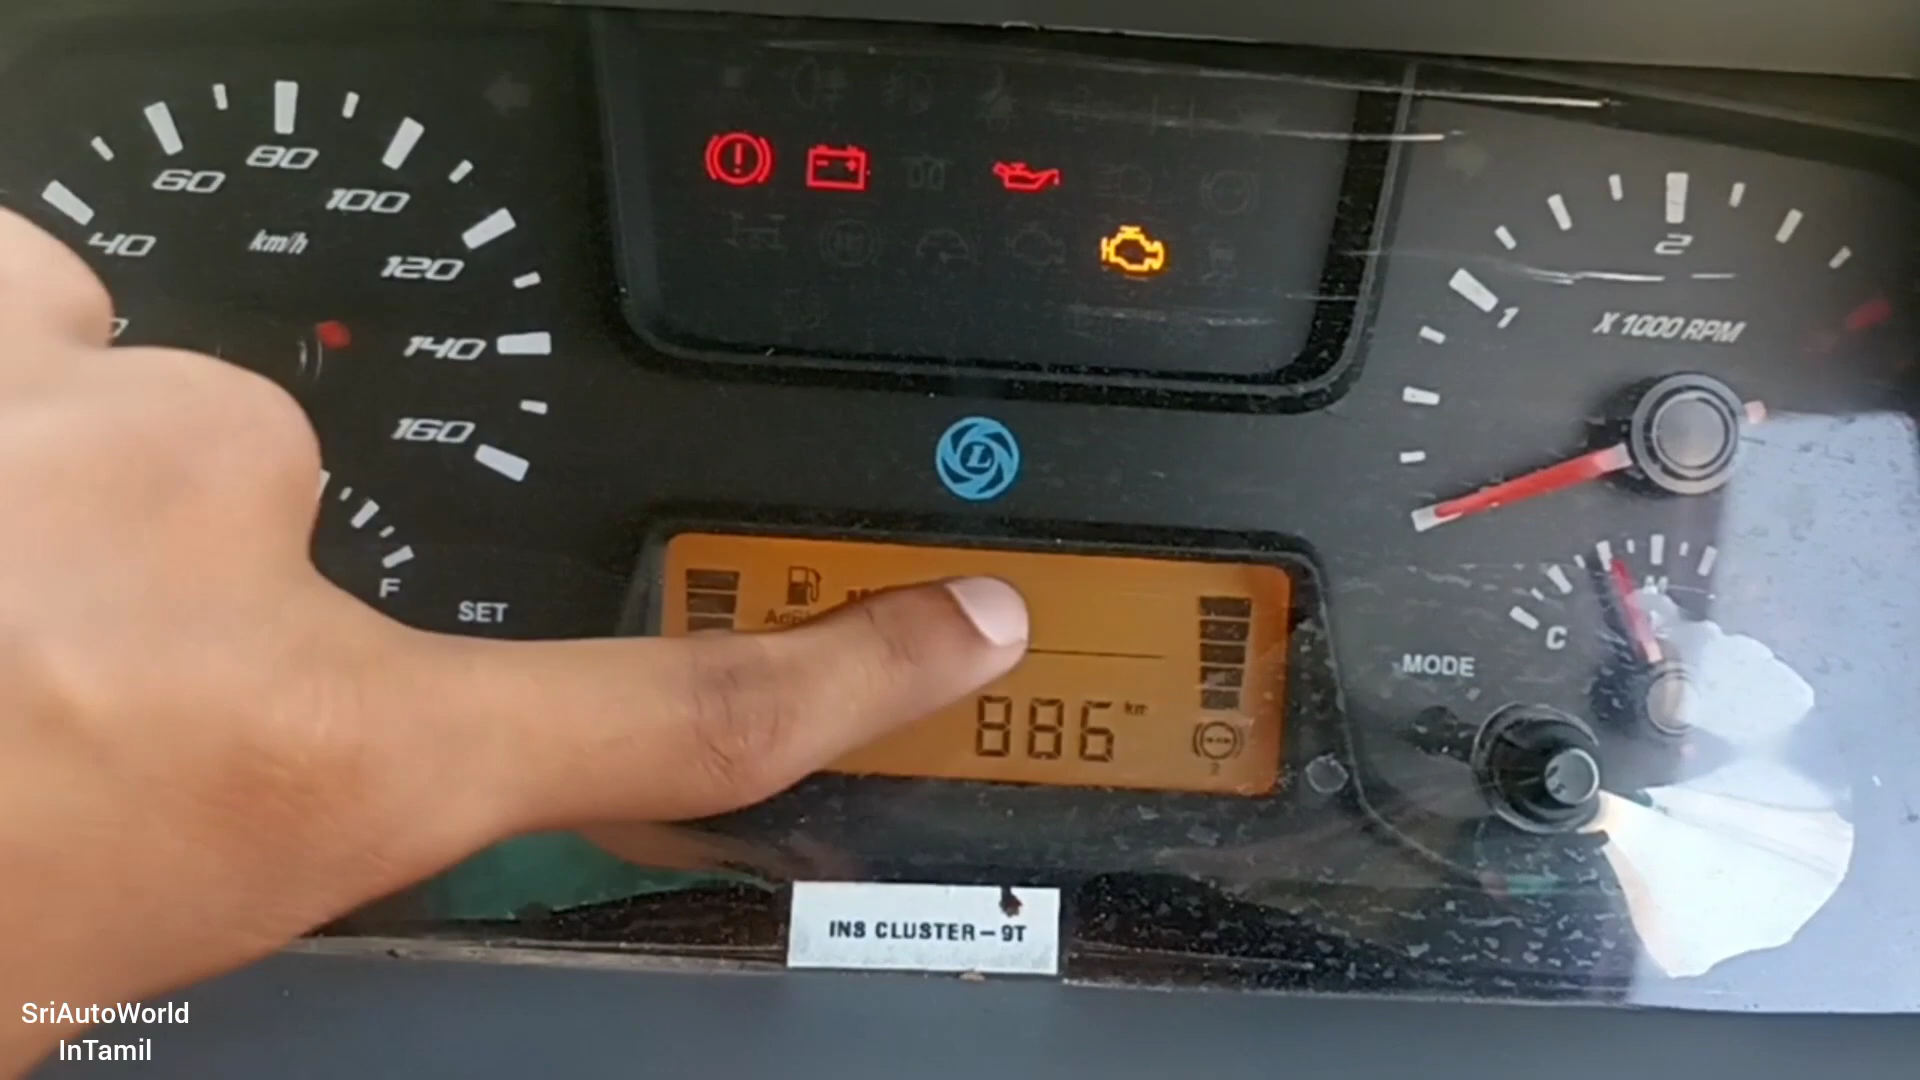 60
80
100
40
km/h
120
140
160
F
SET
2
1
X 1000 RPM
L
M
C
MODE
886 km
INS CLUSTER-9T
SriAutoWorld
InTamil